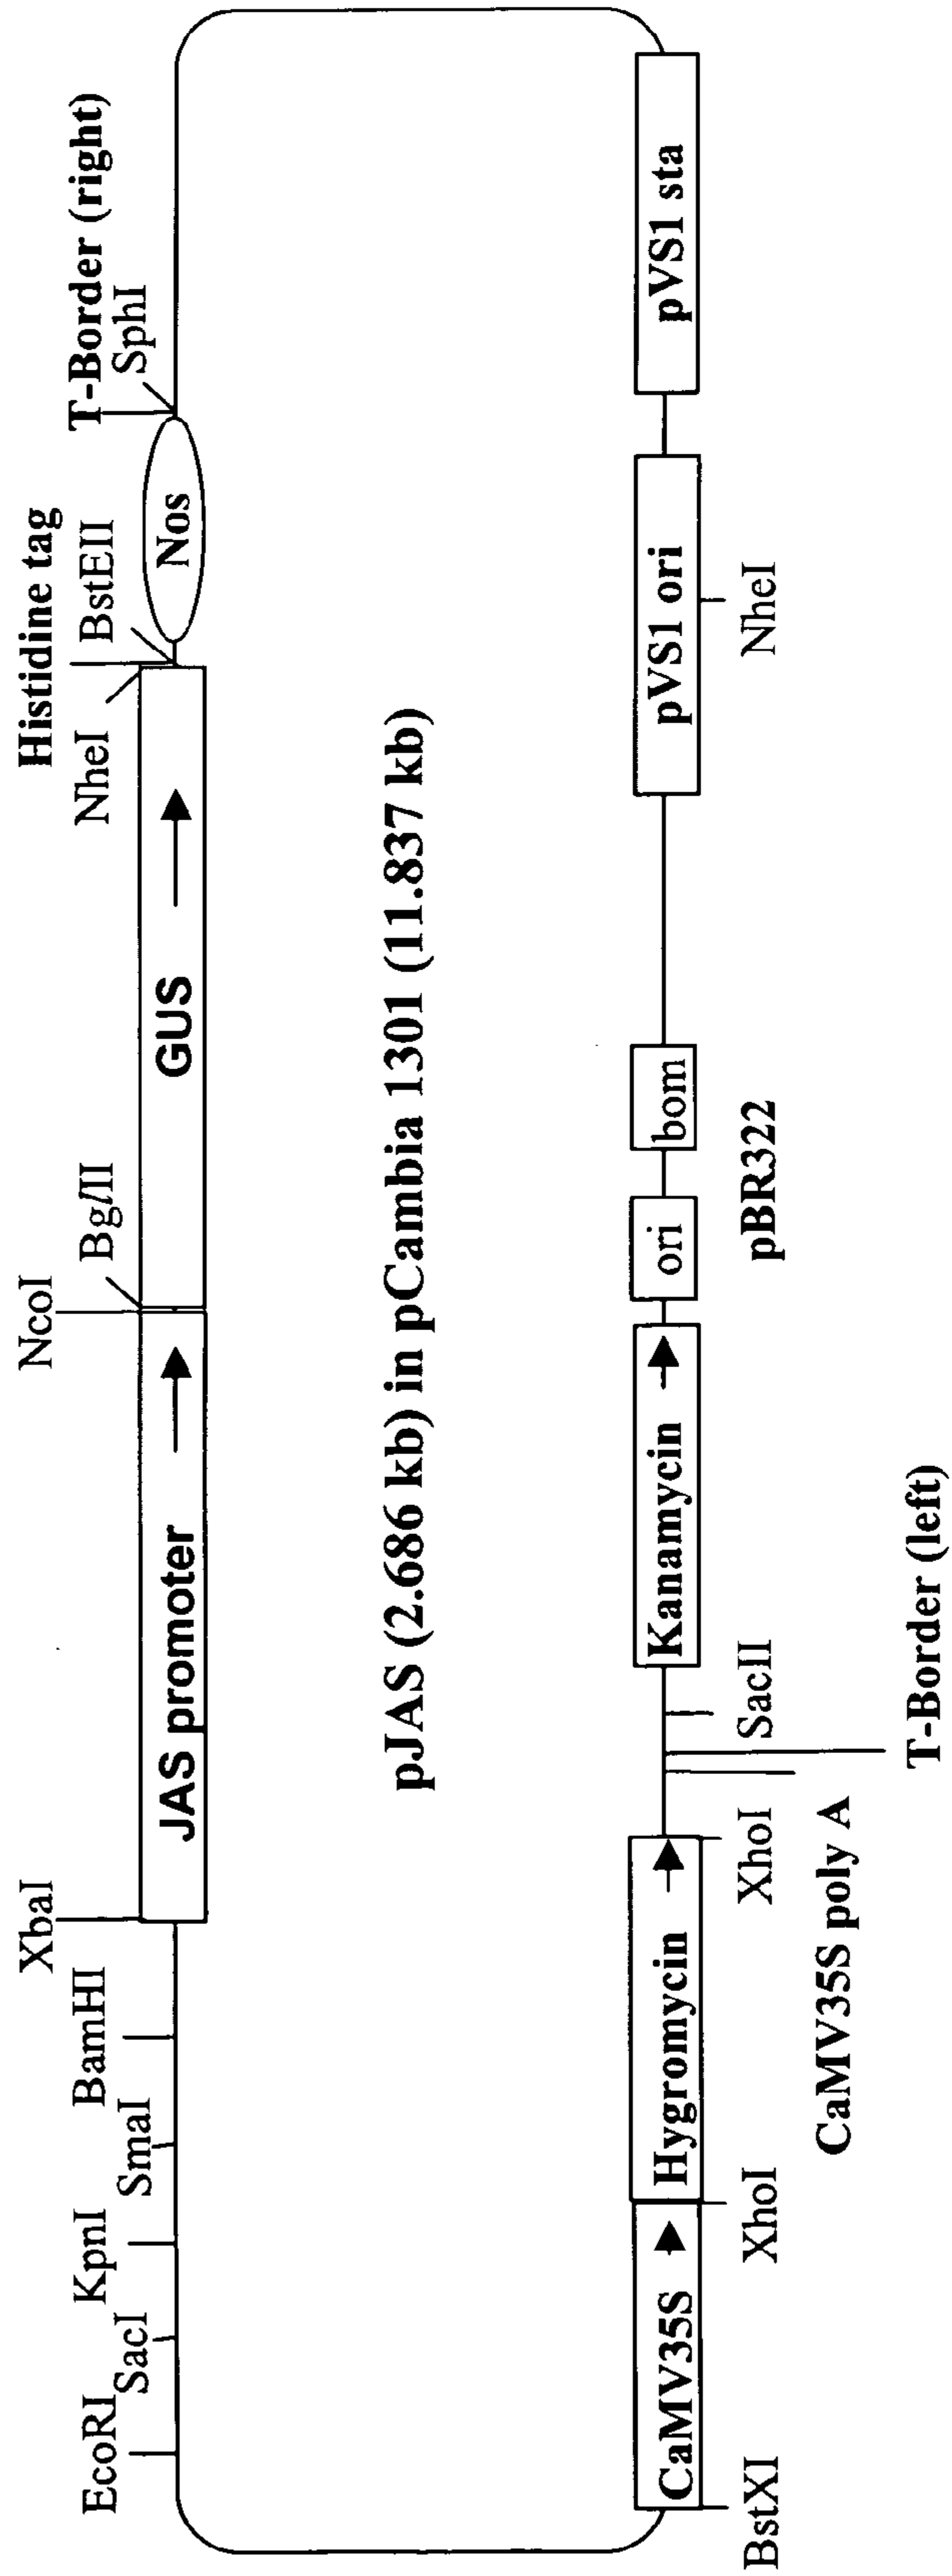 Histidine tag
T-Border (right)
XbaI
NcoI
EcoRI
SacI
KpnI
SmaI
BamHI
BglII
NheI
BstEII
SphI
JAS promoter
GUS
Nos
pJAS (2.686 kb) in pCambia 1301 (11.837 kb)
CaMV35S
Hygromycin
Kanamycin
ori
bom
pVS1 ori
pVS1 sta
BstXI
XhoI
XhoI
SacII
pBR322
NheI
CaMV35S poly A
T-Border (left)